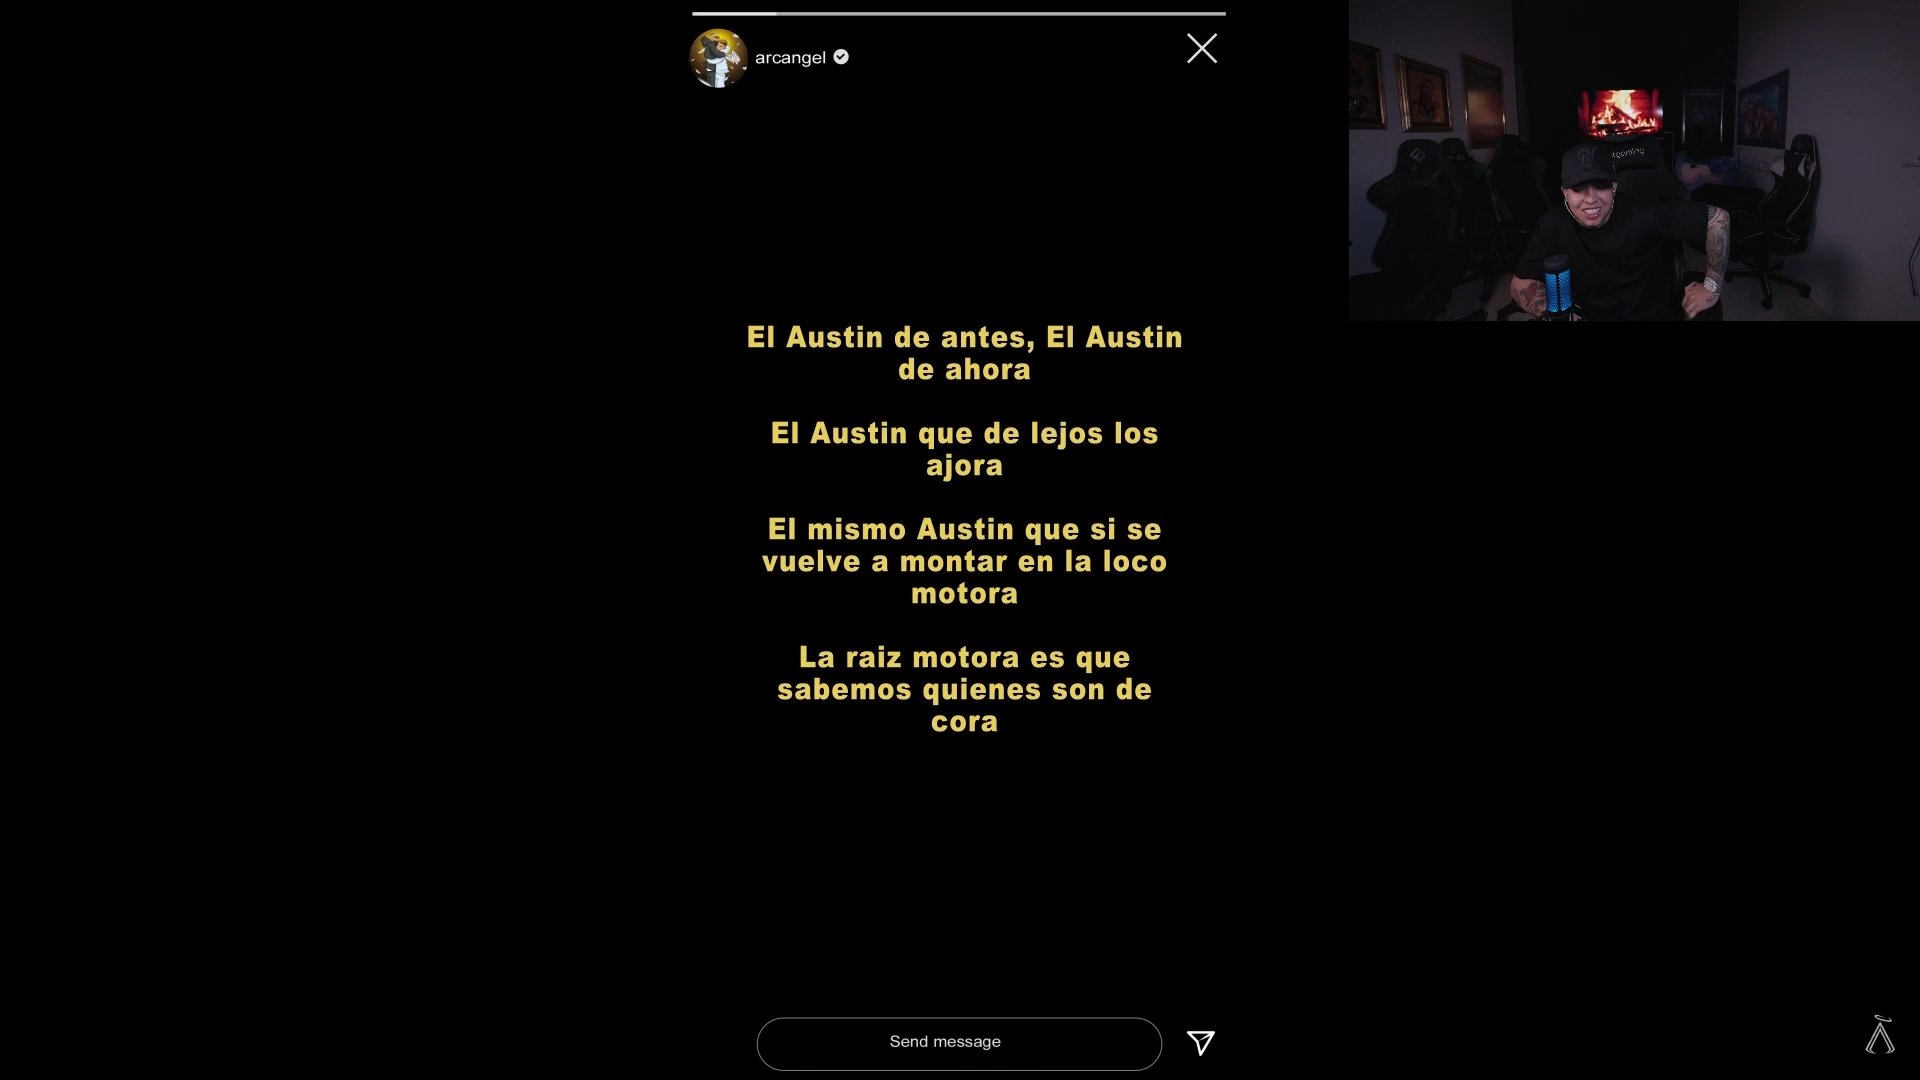 arcangel
El Austin de antes, El Austin
de ahora
El Austin que de lejos los
ajora
El mismo Austin que si se
vuelve a montar en la loco
motora
La raiz motora es que
sabemos quienes son de
cora
Send message